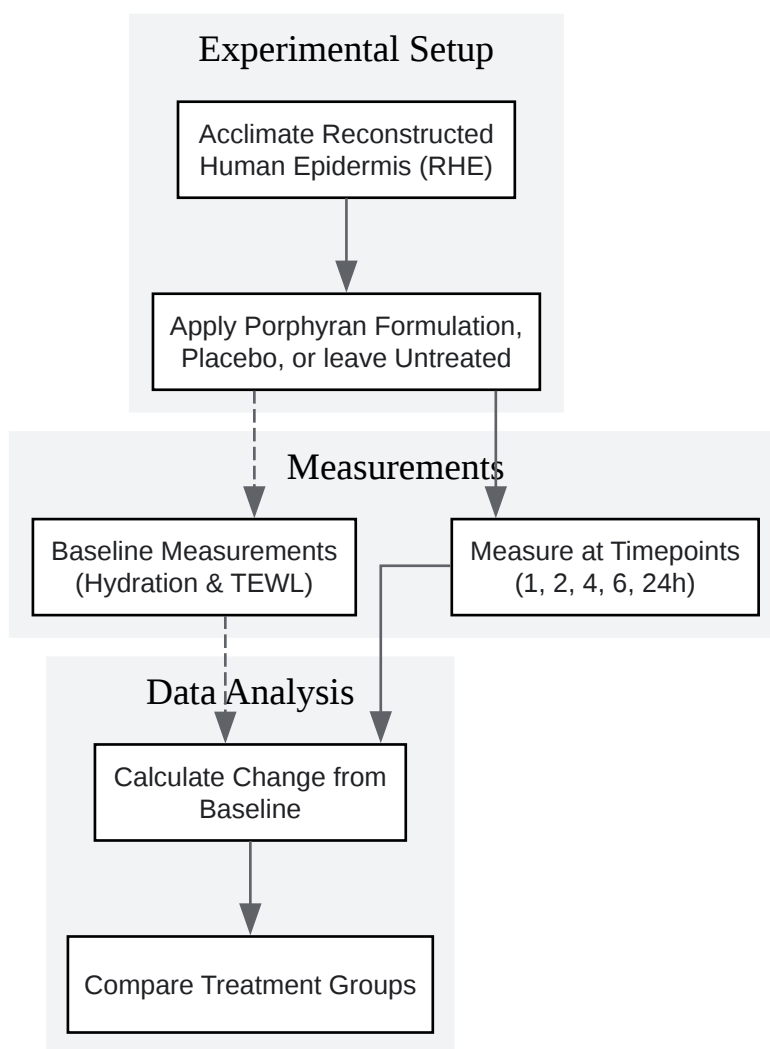 Experimental Setup
Acclimate Reconstructed
Human Epidermis (RHE)
Apply Porphyran Formulation,
Placebo, or leave Untreated
Measurements
Baseline Measurements
(Hydration & TEWL)
Measure at Timepoints
(1, 2, 4, 6, 24h)
Data Analysis
Calculate Change from
Baseline
Compare Treatment Groups